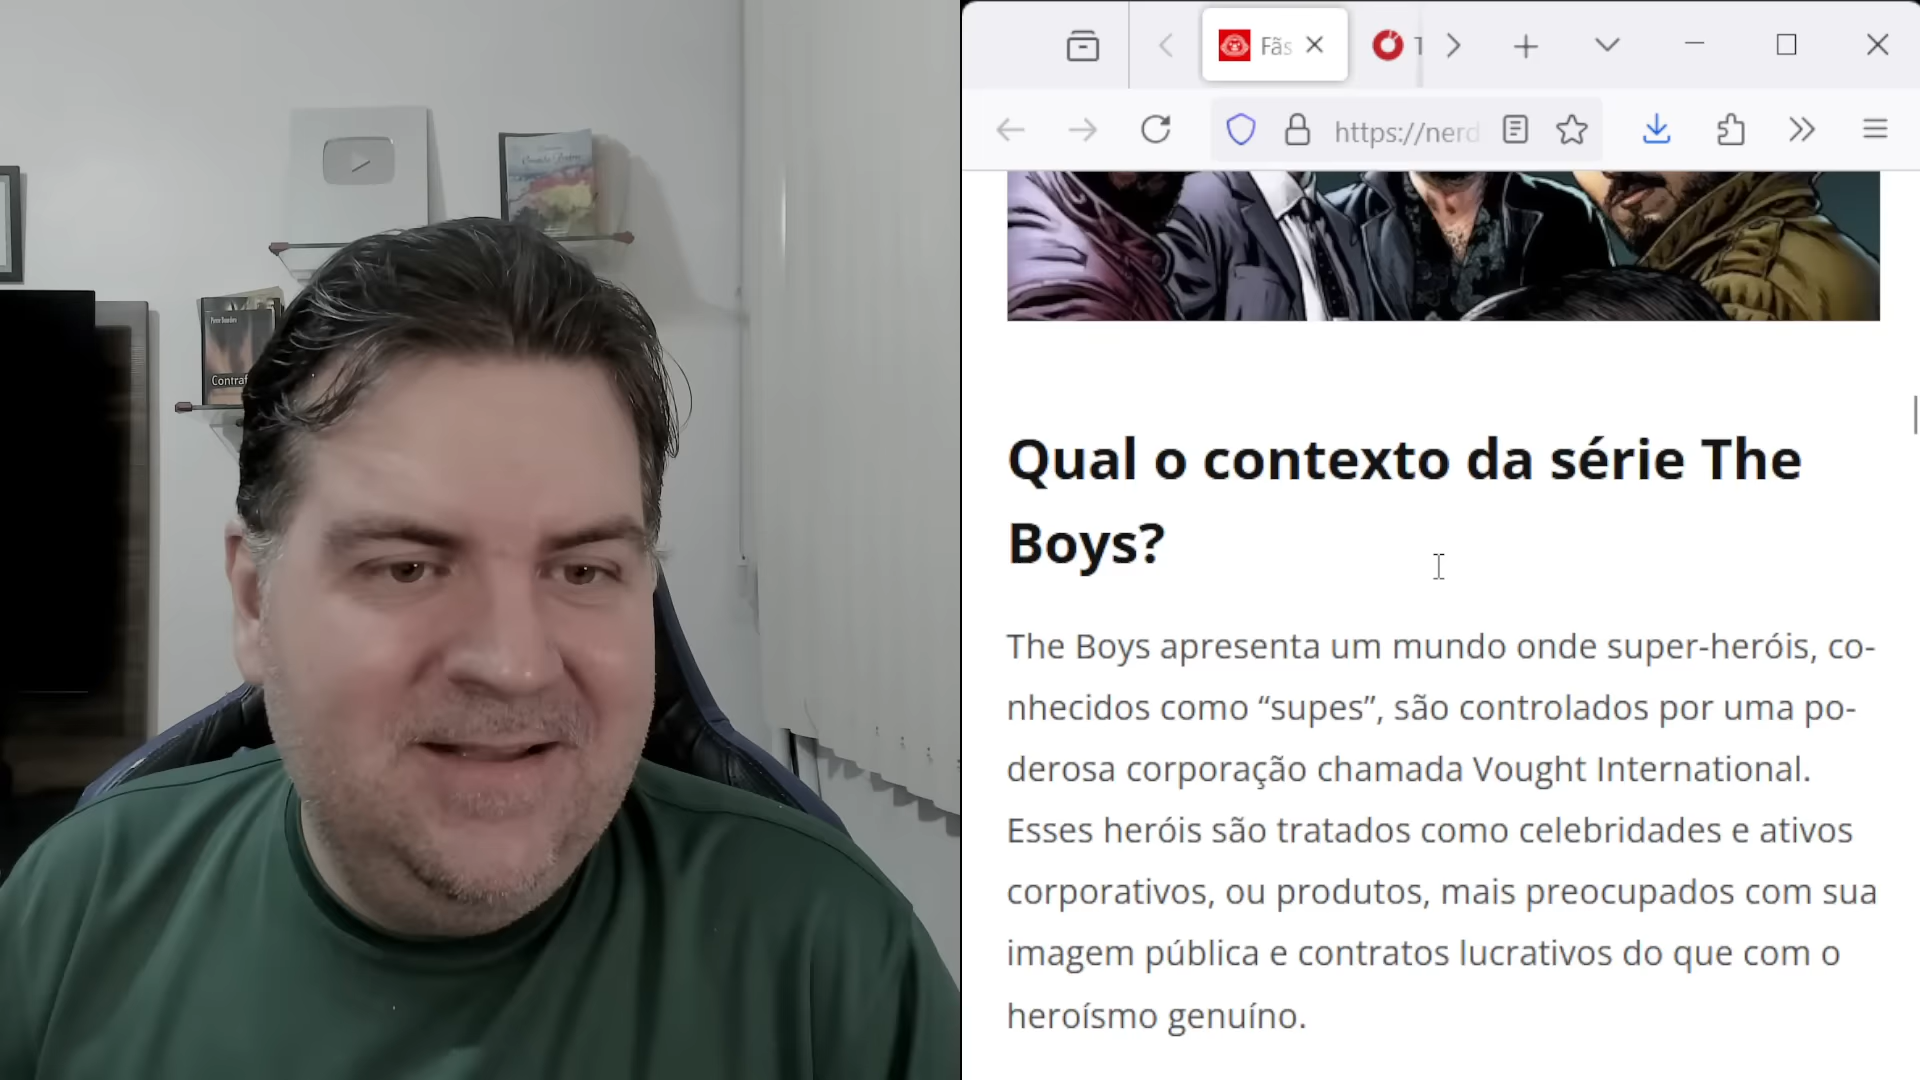 Fãs
https://nerd
Contraf
Qual o contexto da série The
Boys?
The Boys apresenta um mundo onde super-heróis, co-
nhecidos como “supes”, são controlados por uma po-
derosa corporação chamada Vought International.
Esses heróis são tratados como celebridades e ativos
corporativos, ou produtos, mais preocupados com sua
imagem pública e contratos lucrativos do que com o
heroísmo genuíno.